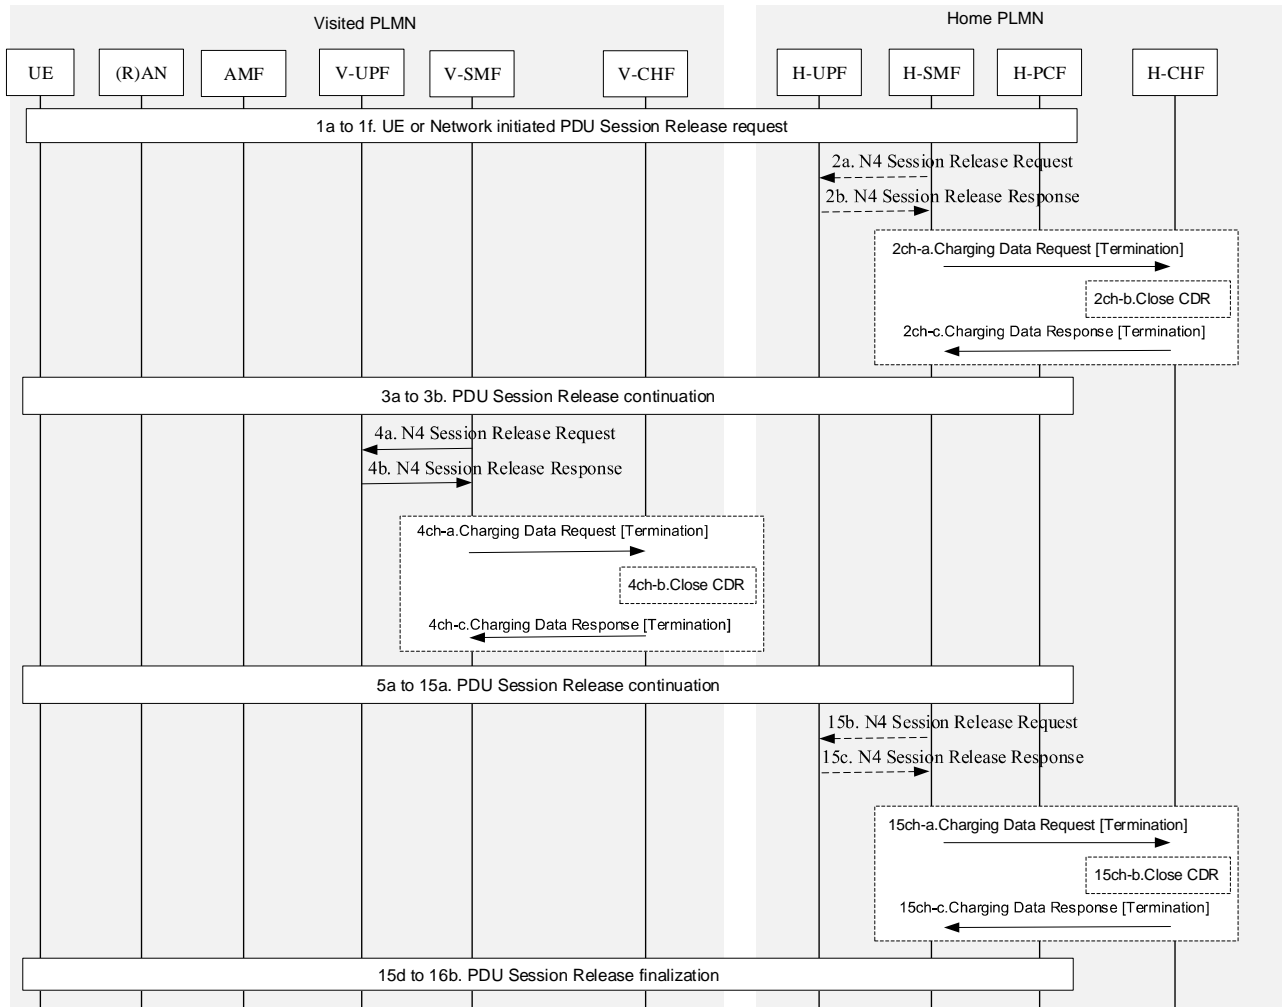 Visited PLMN
Home PLMN
UE
(R)AN
AMF
V-UPF
V-SMF
V-CHF
H-UPF
H-SMF
H-PCF
H-CHF
1a to 1f. UE or Network initiated PDU Session Release request
2a. N4 Session Release Request
2b. N4 Session Release Response
2ch-a.Charging Data Request [Termination]
2ch-b.Close CDR
2ch-c.Charging Data Response [Termination]
3a to 3b. PDU Session Release continuation
4a. N4 Session Release Request
4b. N4 Session Release Response
4ch-a.Charging Data Request [Termination]
4ch-b.Close CDR
4ch-c.Charging Data Response [Termination]
5a to 15a. PDU Session Release continuation
15b. N4 Session Release Request
15c. N4 Session Release Response
15ch-a.Charging Data Request [Termination]
15ch-b.Close CDR
15ch-c.Charging Data Response [Termination]
15d to 16b. PDU Session Release finalization